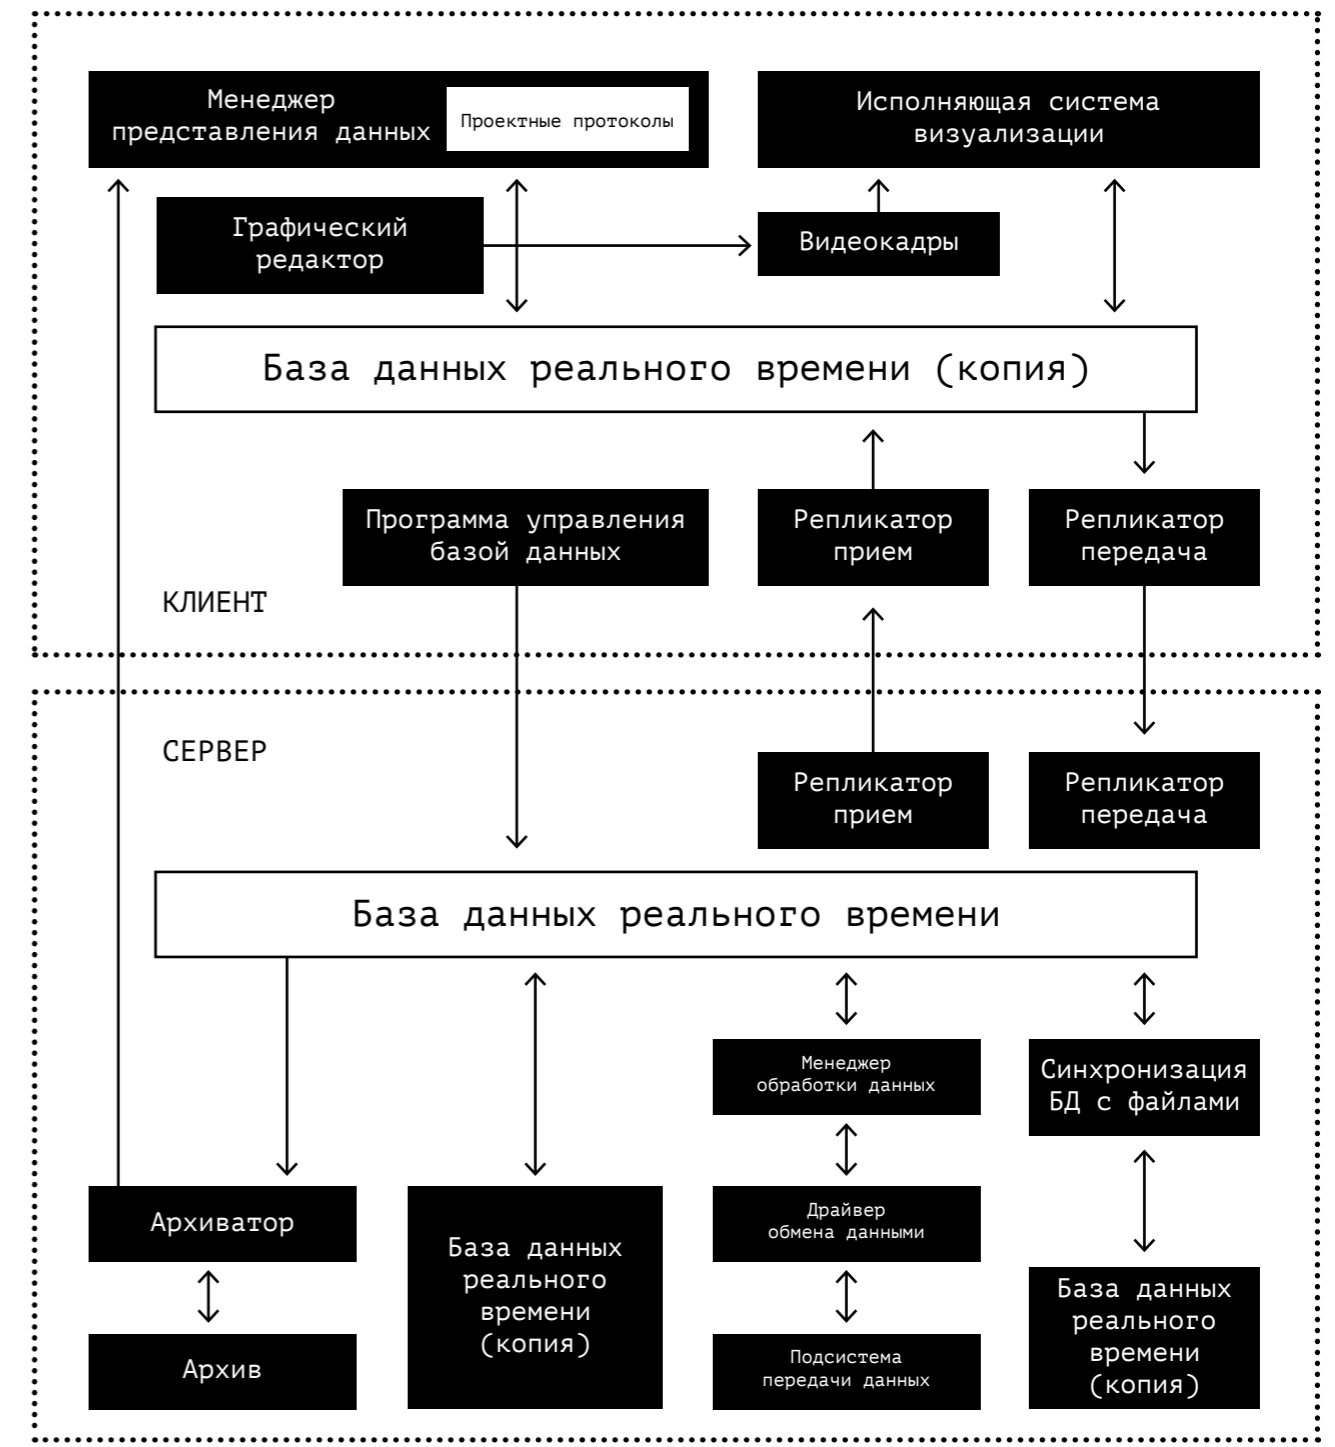 Менеджер
представления данных
Проектные протоколы
Исполняющая система
визуализации
Графический
редактор
Видеокадры
База данных реального времени (копия)
Программа управления
базой данных
Репликатор
прием
Репликатор
передача
КЛИЕНТ
СЕРВЕР
Репликатор
прием
Репликатор
передача
База данных реального времени
Менеджер
обработки данных
Синхронизация
БД с файлами
Архиватор
База данных
реального
времени
(копия)
Драйвер
обмена данными
База данных
реального
времени
(копия)
Архив
Подсистема
передачи данных